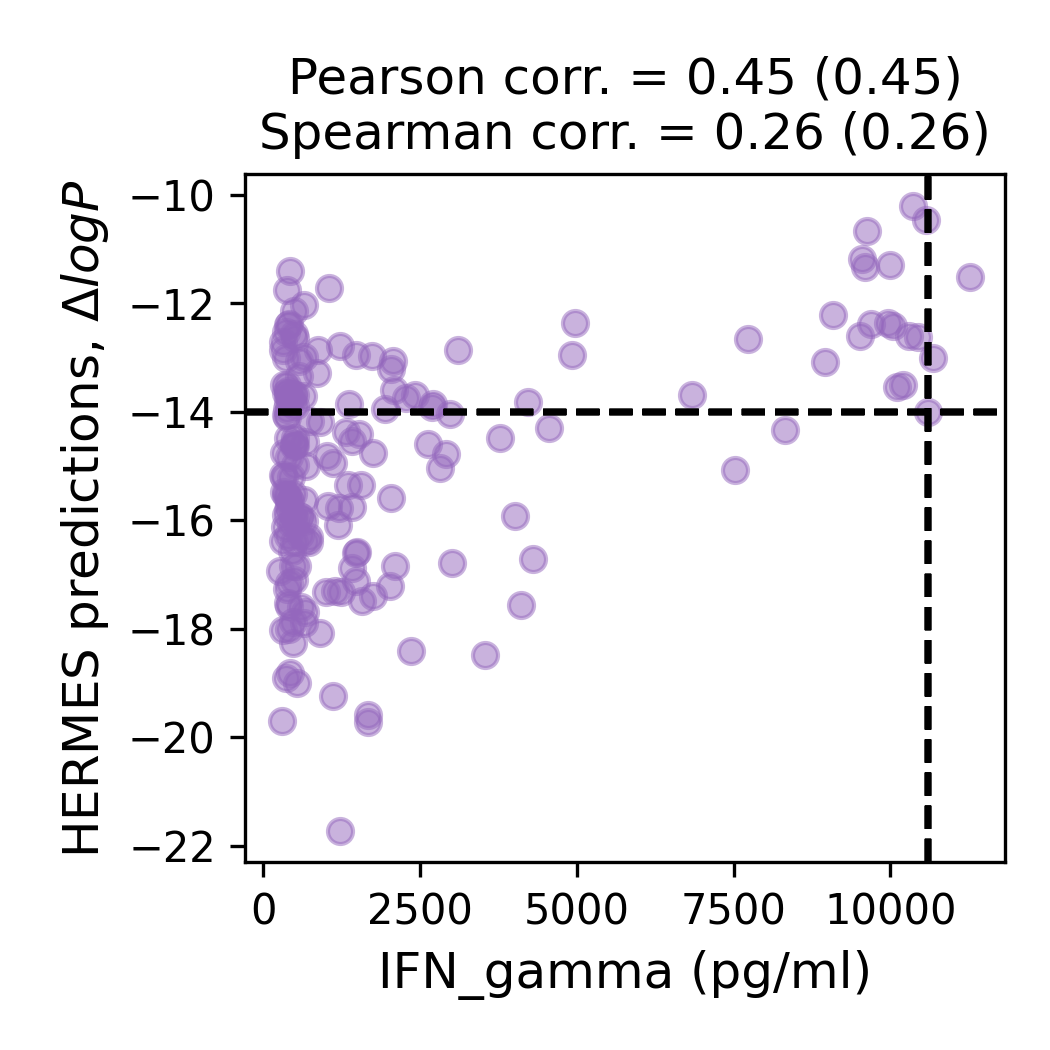 Pearson corr. = 0.45 (0.45)
Spearman corr. = 0.26 (0.26)
HERMES predictions, ΔlogP
−10
−12
−14
−16
−18
−20
−22
0 2500 5000 7500 10000
IFN_gamma (pg/ml)